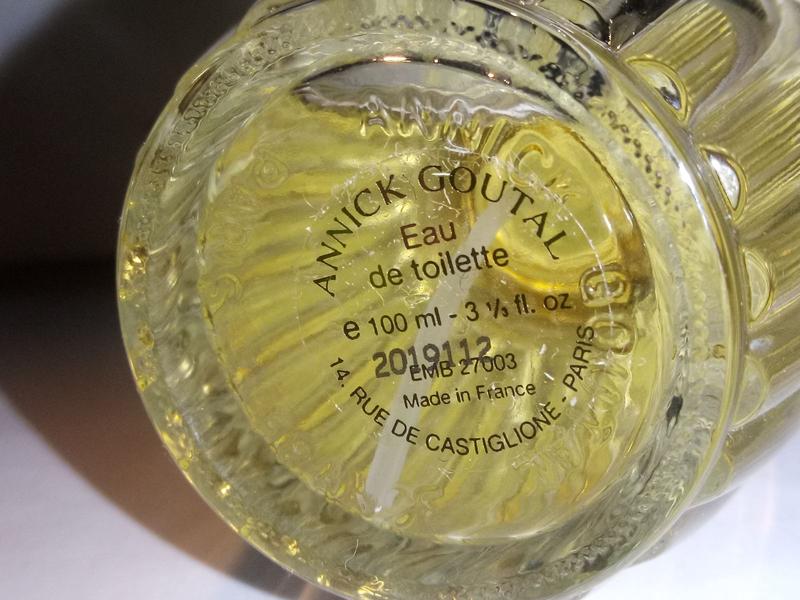 ANNICK GOUTAL
Eau
de toilette
e 100 ml - 3 ⅓ fl. oz
2019112
EMB 27003
Made in France
14. RUE DE CASTIGLIONE - PARIS
ANNICK